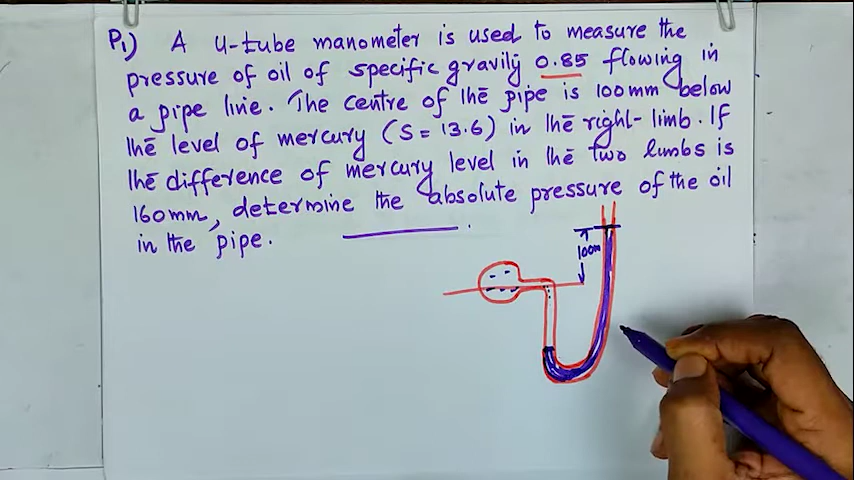 P1) A U-tube manometer is used to measure the
pressure of oil of specific gravity 0.85 flowing in
a pipe line. The centre of the pipe is 100mm below
the level of mercury (S = 13.6) in the right-limb. If
the difference of mercury level in the two limbs is
160mm, determine the absolute pressure of the oil
in the pipe.